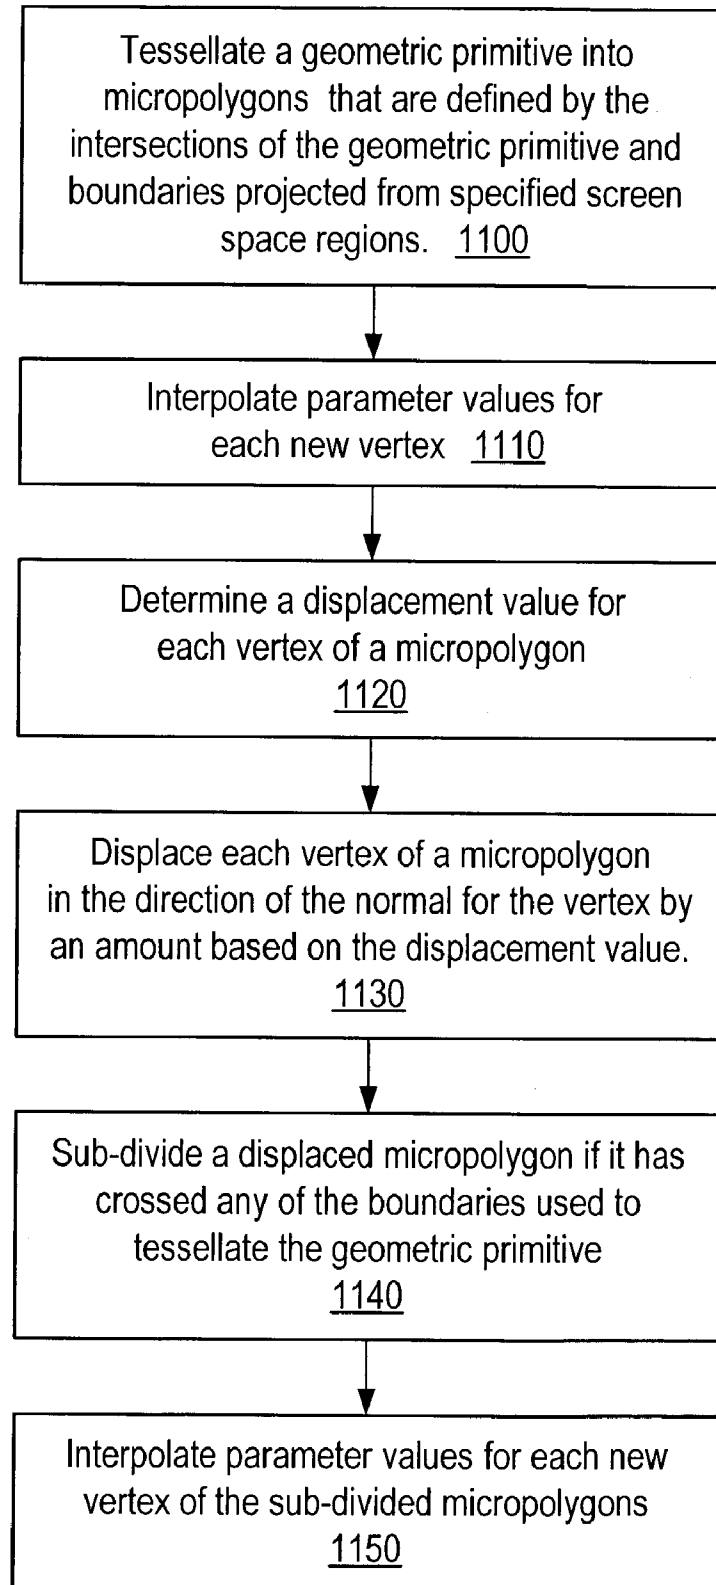 Tessellate a geometric primitive into
micropolygons that are defined by the
intersections of the geometric primitive and
boundaries projected from specified screen
space regions. 1100
Interpolate parameter values for
each new vertex 1110
Determine a displacement value for
each vertex of a micropolygon
1120
Displace each vertex of a micropolygon
in the direction of the normal for the vertex by
an amount based on the displacement value.
1130
Sub-divide a displaced micropolygon if it has
crossed any of the boundaries used to
tessellate the geometric primitive
1140
Interpolate parameter values for each new
vertex of the sub-divided micropolygons
1150